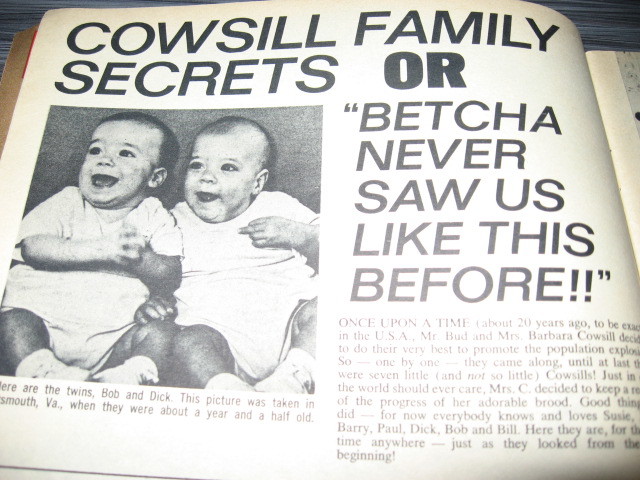 COWSILL FAMILY
SECRETS OR
"BETCHA
NEVER
SAW US
LIKE THIS
BEFORE!!"
ere are the twins, Bob and Dick. This picture was taken in
rsmouth, Va., when they were about a year and a half old.
ONCE UPON A TIME (about 20 years ago, to be exac
in the U.S.A., Mr. Bud and Mrs. Barbara Cowsill decid
to do their very best to promote the population explos
So — one by one — they came along, until at last th
were seven little (and not so little) Cowsills! Just in
the world should ever care, Mrs. C. decided to keep a re
of the progress of her adorable brood. Good thing
did — for now everybody knows and loves Susie,
Barry, Paul, Dick, Bob and Bill. Here they are, for th
time anywhere — just as they looked from the
beginning!